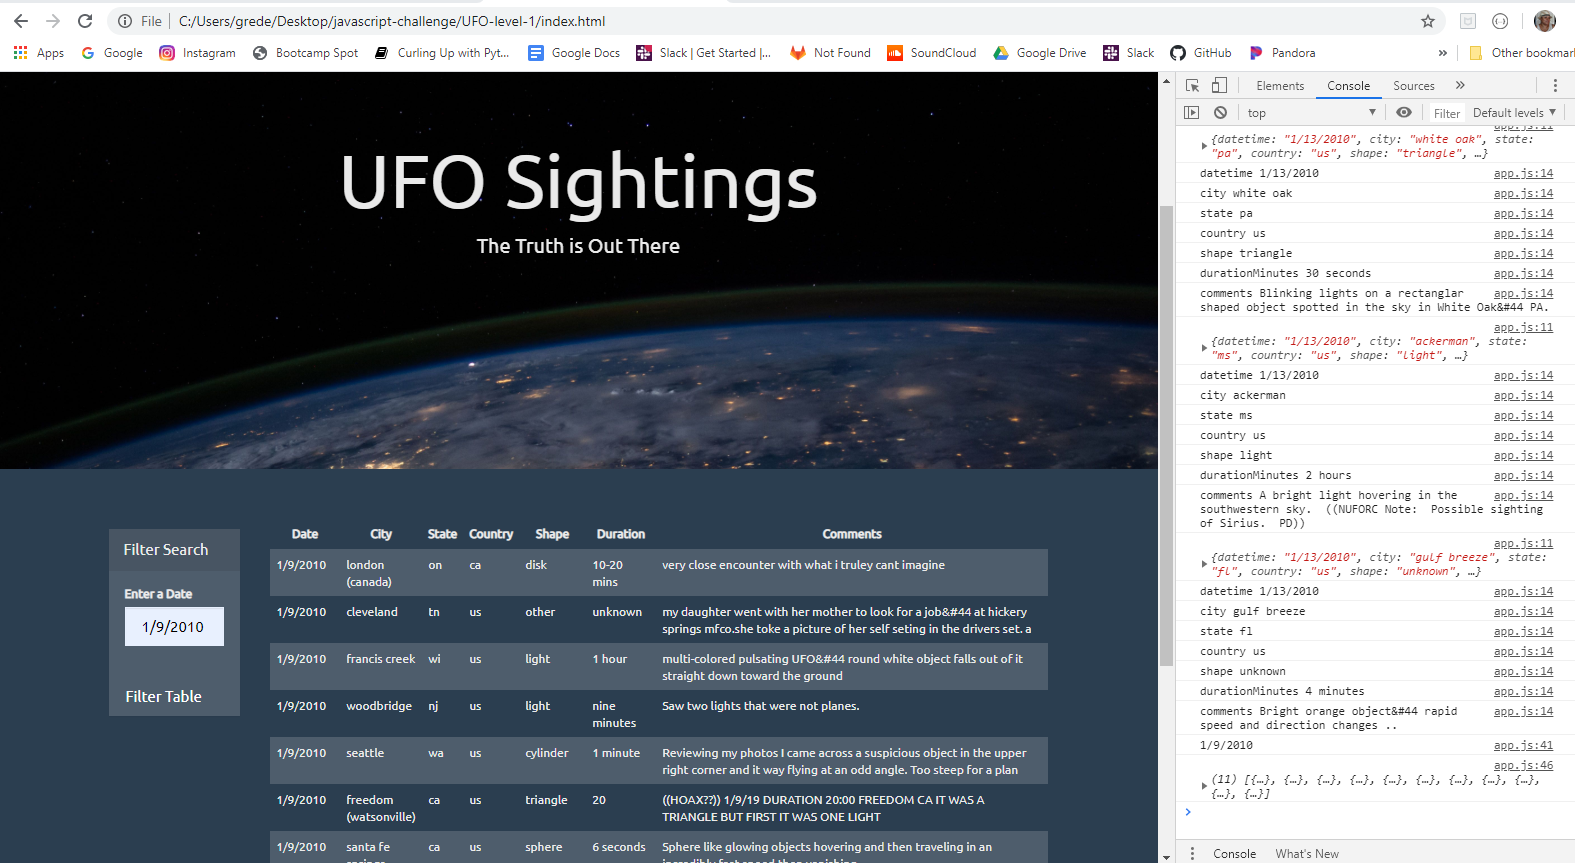 File | C:/Users/grede/Desktop/javascript-challenge/UFO-level-1/index.html
Apps Google Instagram Bootcamp Spot Curling Up with Pyt... Google Docs Slack | Get Started |... Not Found SoundCloud Google Drive Slack GitHub Pandora » Other bookmar
UFO Sightings
The Truth is Out There
Filter Search
Enter a Date
1/9/2010
Filter Table
Date City State Country Shape Duration Comments
1/9/2010 london on ca disk 10-20 very close encounter with what i truley cant imagine
(canada) mins
1/9/2010 cleveland tn us other unknown my daughter went with her mother to look for a job&#44 at hickery
springs mfco.she toke a picture of her self seting in the drivers set. a
1/9/2010 francis creek wi us light 1 hour multi-colored pulsating UFO&#44 round white object falls out of it
straight down toward the ground
1/9/2010 woodbridge nj us light nine Saw two lights that were not planes.
minutes
1/9/2010 seattle wa us cylinder 1 minute Reviewing my photos I came across a suspicious object in the upper
right corner and it way flying at an odd angle. Too steep for a plan
1/9/2010 freedom ca us triangle 20 ((HOAX??)) 1/9/19 DURATION 20:00 FREEDOM CA IT WAS A
(watsonville) TRIANGLE BUT FIRST IT WAS ONE LIGHT
1/9/2010 santa fe ca us sphere 6 seconds Sphere like glowing objects hovering and then traveling in an
Elements Console Sources »
top Filter Default levels
app.js:11
{datetime: "1/13/2010", city: "white oak", state:
"pa", country: "us", shape: "triangle", …}
datetime 1/13/2010 app.js:14
city white oak app.js:14
state pa app.js:14
country us app.js:14
shape triangle app.js:14
durationMinutes 30 seconds app.js:14
comments Blinking lights on a rectanglar app.js:14
shaped object spotted in the sky in White Oak&#44 PA.
app.js:11
{datetime: "1/13/2010", city: "ackerman", state:
"ms", country: "us", shape: "light", …}
datetime 1/13/2010 app.js:14
city ackerman app.js:14
state ms app.js:14
country us app.js:14
shape light app.js:14
durationMinutes 2 hours app.js:14
comments A bright light hovering in the app.js:14
southwestern sky. ((NUFORC Note: Possible sighting
of Sirius. PD))
app.js:11
{datetime: "1/13/2010", city: "gulf breeze", state:
"fl", country: "us", shape: "unknown", …}
datetime 1/13/2010 app.js:14
city gulf breeze app.js:14
state fl app.js:14
country us app.js:14
shape unknown app.js:14
durationMinutes 4 minutes app.js:14
comments Bright orange object&#44 rapid app.js:14
speed and direction changes ..
1/9/2010 app.js:41
app.js:46
(11) [{…}, {…}, {…}, {…}, {…}, {…}, {…}, {…}, {…},
{…}, {…}]
Console What's New